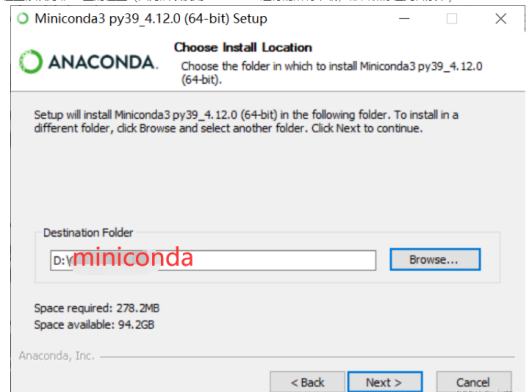 Miniconda3 py39_4.12.0 (64-bit) Setup
ANACONDA.
Choose Install Location
Choose the folder in which to install Miniconda3 py39_4.12.0
(64-bit).
Setup will install Miniconda3 py39_4.12.0 (64-bit) in the following folder. To install in a
different folder, click Browse and select another folder. Click Next to continue.
Destination Folder
D:\miniconda
Browse...
Space required: 278.2MB
Space available: 94.2GB
Anaconda, Inc.
< Back
Next >
Cancel